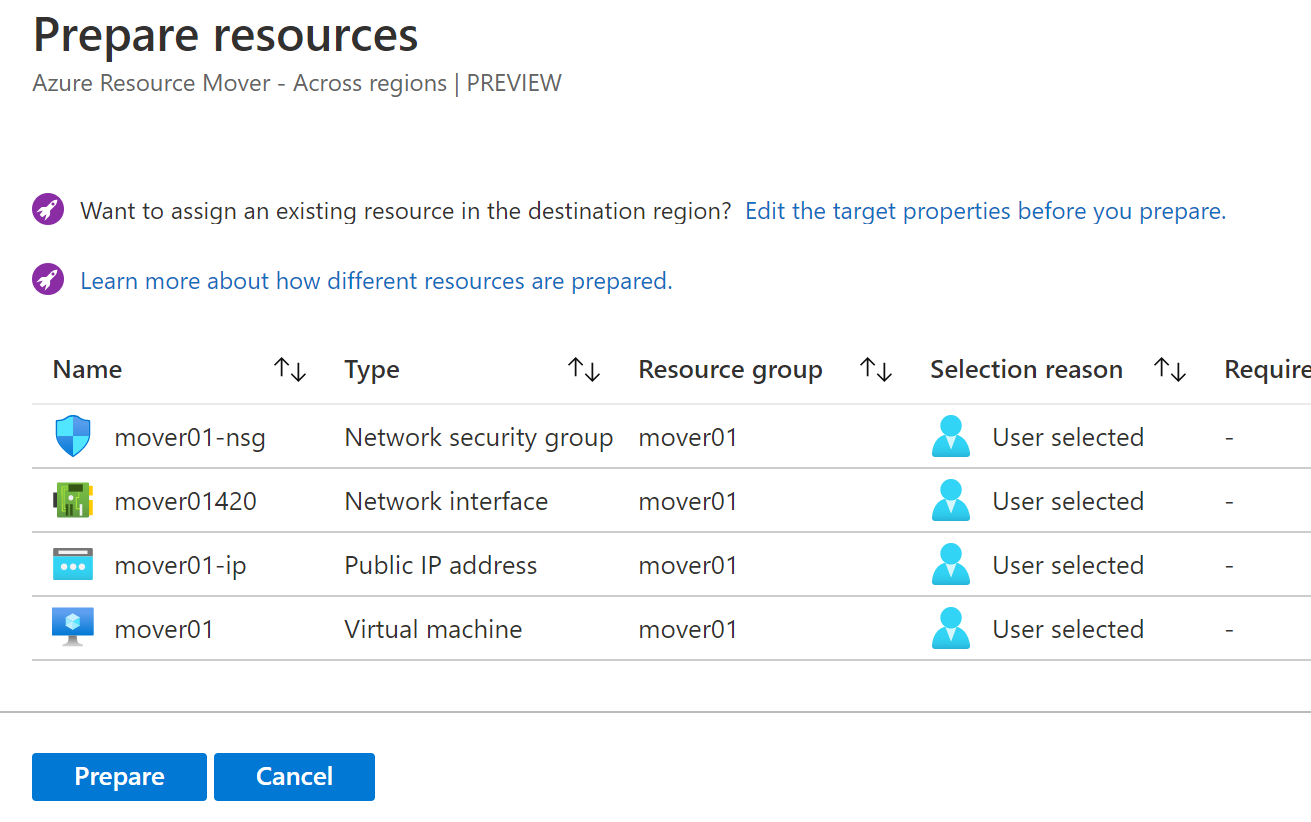 Prepare resources
Azure Resource Mover - Across regions | PREVIEW
Want to assign an existing resource in the destination region? Edit the target properties before you prepare.
Learn more about how different resources are prepared.
Name Type Resource group Selection reason Require
mover01-nsg Network security group mover01 User selected -
mover01420 Network interface mover01 User selected -
mover01-ip Public IP address mover01 User selected -
mover01 Virtual machine mover01 User selected -
Prepare Cancel